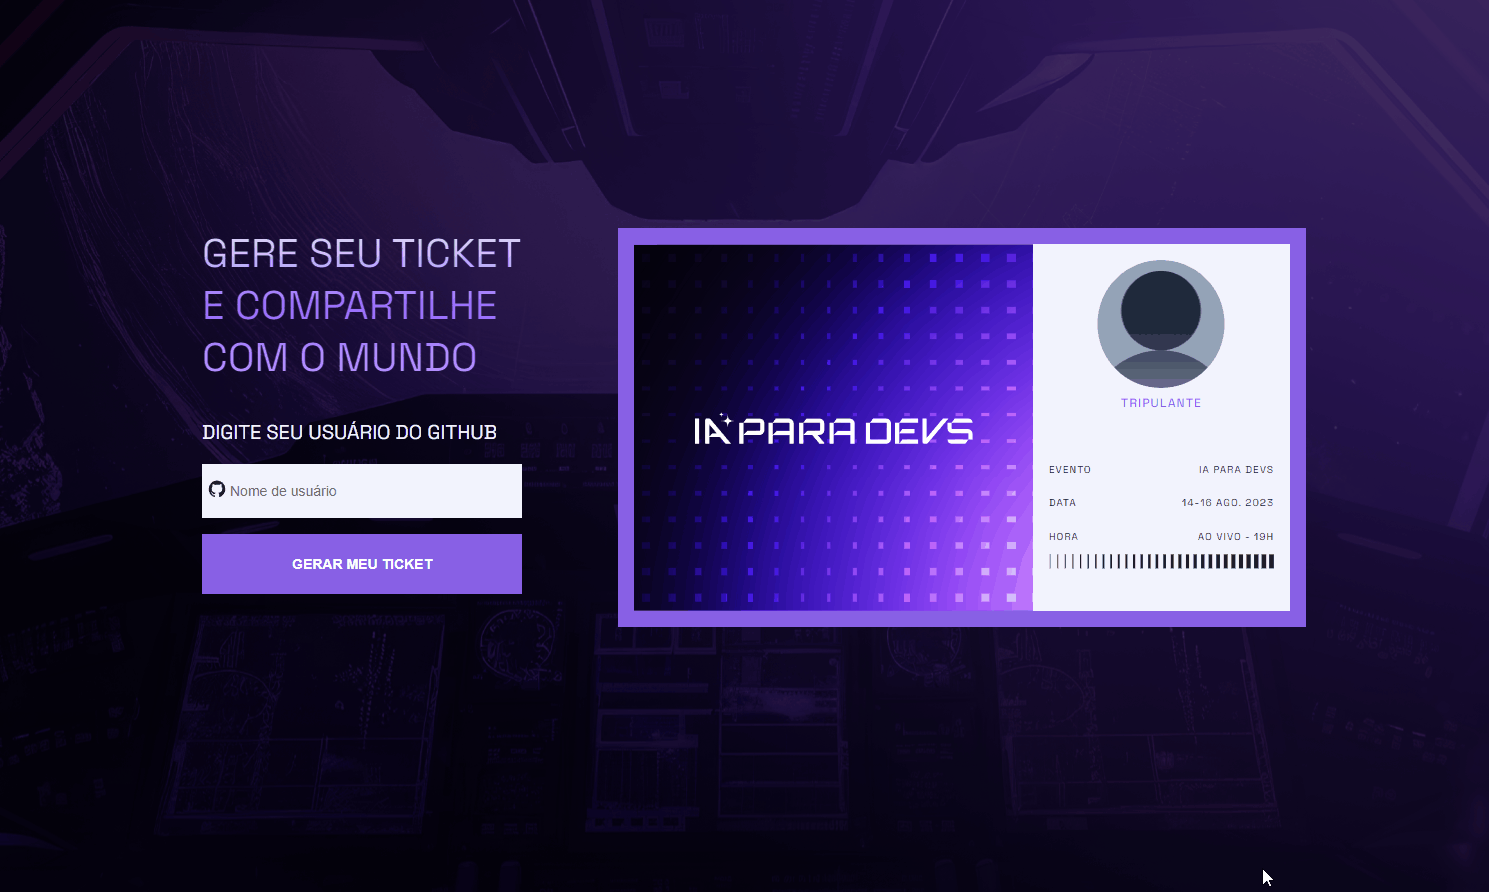 GERE SEU TICKET
E COMPARTILHE
COM O MUNDO
DIGITE SEU USUÁRIO DO GITHUB
Nome de usuário
GERAR MEU TICKET
IA PARA DEVS
TRIPULANTE
EVENTO IA PARA DEVS
DATA 14-16 AGO. 2023
HORA AO VIVO - 19H